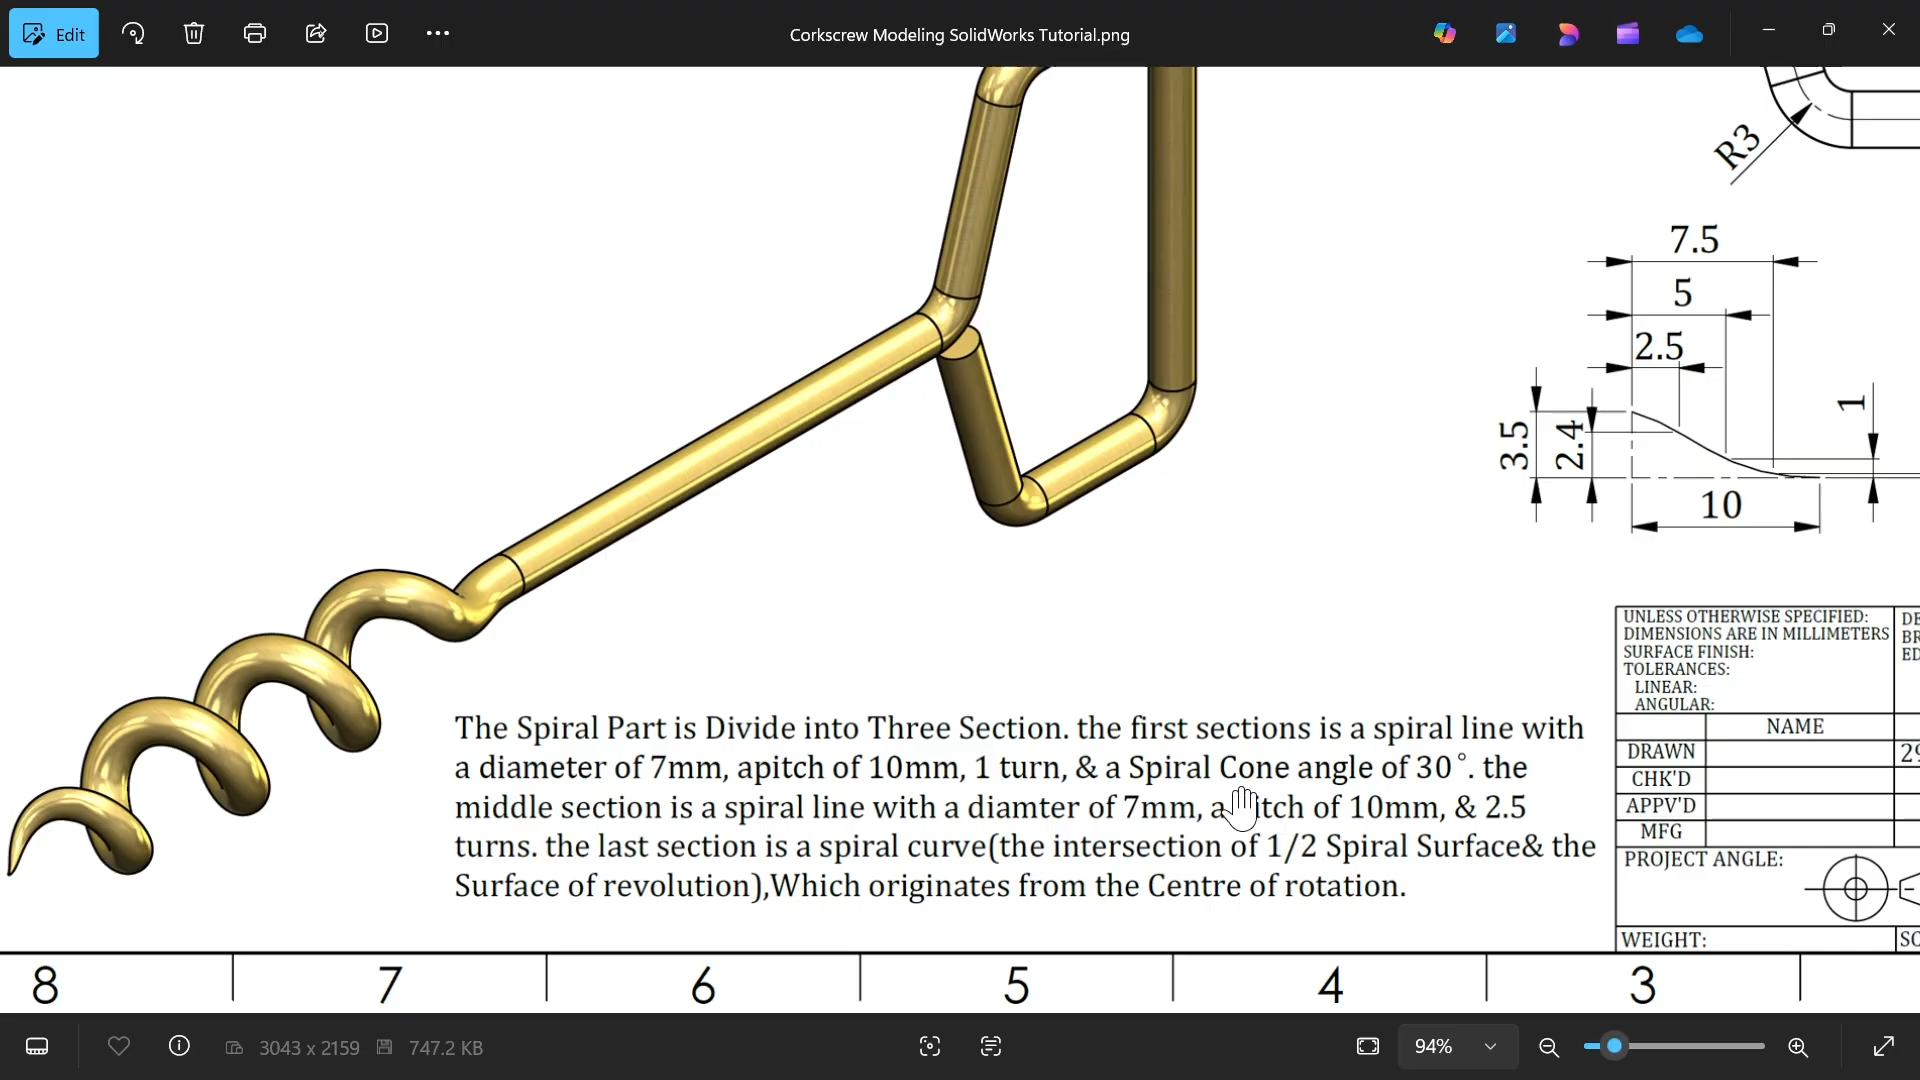 Edit
Corkscrew Modeling SolidWorks Tutorial.png
R3
7.5
5
2.5
1
3.5
2.4
10
The Spiral Part is Divide into Three Section. the first sections is a spiral line with
a diameter of 7mm, apitch of 10mm, 1 turn, & a Spiral Cone angle of 30°. the
middle section is a spiral line with a diamter of 7mm, a itch of 10mm, & 2.5
turns. the last section is a spiral curve(the intersection of 1/2 Spiral Surface& the
Surface of revolution),Which originates from the Centre of rotation.
UNLESS OTHERWISE SPECIFIED:
DIMENSIONS ARE IN MILLIMETERS
SURFACE FINISH:
TOLERANCES:
LINEAR:
ANGULAR:
DE
BR
ED
NAME
DRAWN
CHK'D
APPV'D
MFG
PROJECT ANGLE:
WEIGHT:
SC
8 7 6 5 4 3
3043 x 2159 747.2 KB
94%